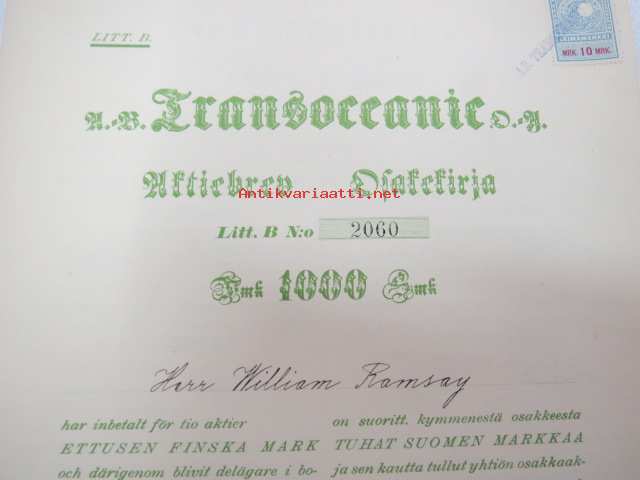 LITT. B.
MRK. 10 MRK.
A.-B. Transoceanic O.-Y.
Aktiebrev Osakekirja
Antikvariaatti.net
Litt. B N:o 2060
Fmk 1000 Smk
Herr William Ramsay
har inbetalt för tio aktier
ETTUSEN FINSKA MARK
och därigenom blivit delägare i bo-
on suoritt. kymmenestä osakkeesta
TUHAT SUOMEN MARKKAA
ja sen kautta tullut yhtiön osakkaak-